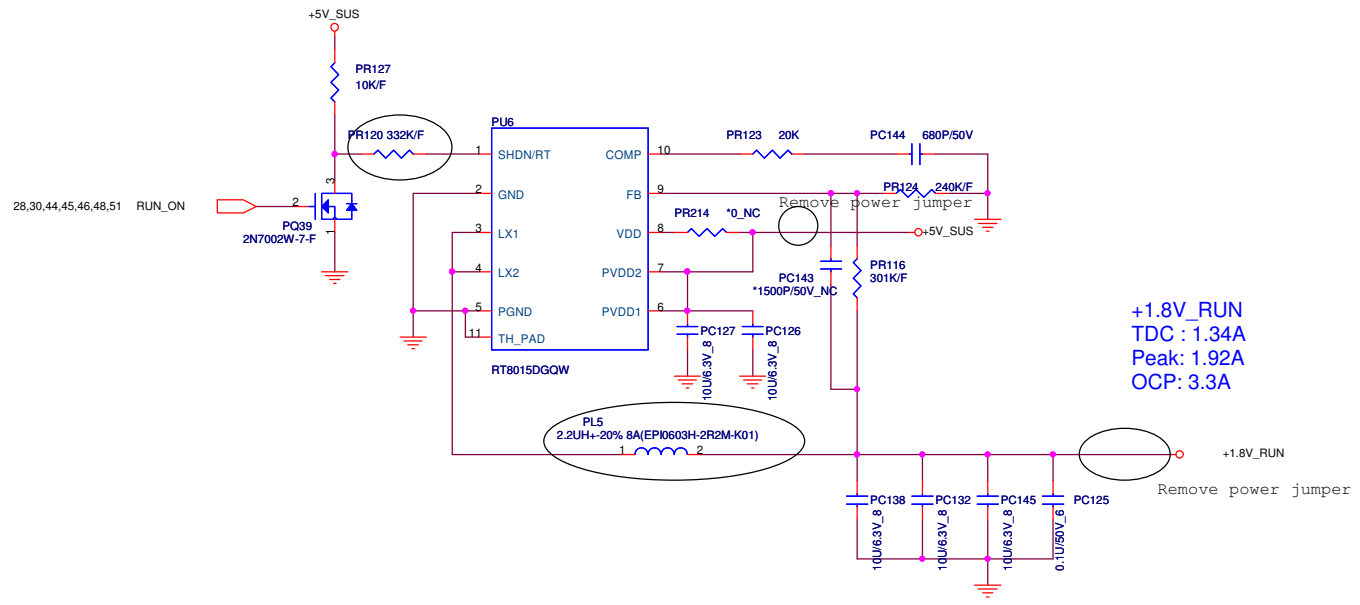 +5V_SUS
PR127
10K/F
PR120 332K/F
PU6
1
SHDN/RT
2
GND
3
LX1
4
LX2
5
PGND
11
TH_PAD
COMP
10
FB
9
VDD
8
PVDD2
7
PVDD1
6
RT8015DGQW
28,30,44,45,46,48,51 RUN_ON
3
2
1
PQ39
2N7002W-7-F
PR123 20K
PC144 680P/50V
PR124 240K/F
Remove power jumper
PR214 *0_NC
+5V_SUS
PC143
*1500P/50V_NC
PR116
301K/F
PC127
10U/6.3V_8
PC126
10U/6.3V_8
+1.8V_RUN
TDC : 1.34A
Peak: 1.92A
OCP: 3.3A
PL5
2.2UH+-20% 8A(EPI0603H-2R2M-K01)
1 2
+1.8V_RUN
Remove power jumper
PC138
10U/6.3V_8
PC132
10U/6.3V_8
PC145
10U/6.3V_8
PC125
0.1U/50V_6